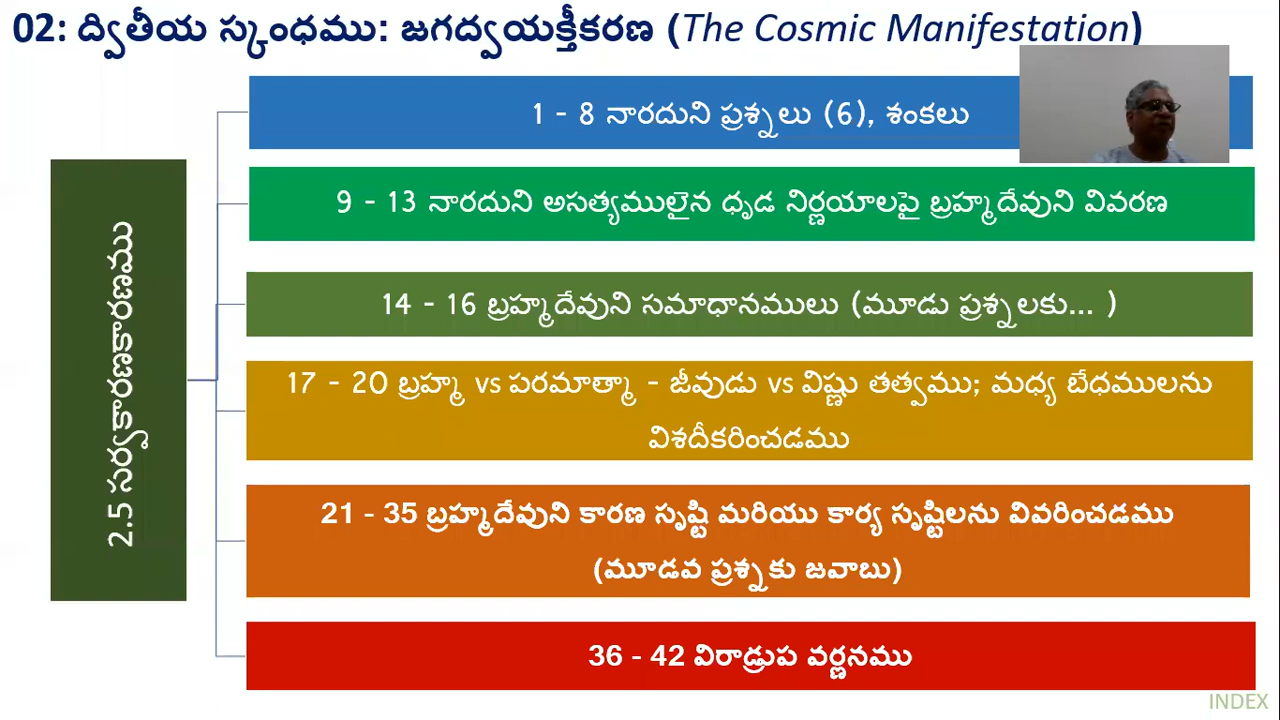 02: ద్వితీయ స్కంధము: జగద్వయక్తీకరణ (The Cosmic Manifestation)
2.5 సర్వకారణకారణము
1 - 8 నారదుని ప్రశ్నలు (6), శంకలు
9 - 13 నారదుని అసత్యములైన ధృడ నిర్ణయాలపై బ్రహ్మదేవుని వివరణ
14 - 16 బ్రహ్మదేవుని సమాధానములు (మూడు ప్రశ్నలకు... )
17 - 20 బ్రహ్మ vs పరమాత్మా - జీవుడు vs విష్ణు తత్వము; మధ్య బేధములను
విశదీకరించడము
21 - 35 బ్రహ్మదేవుని కారణ సృష్టి మరియు కార్య సృష్టిలను వివరించడము
(మూడవ ప్రశ్నకు జవాబు)
36 - 42 విరాడ్రుప వర్ణనము
INDEX